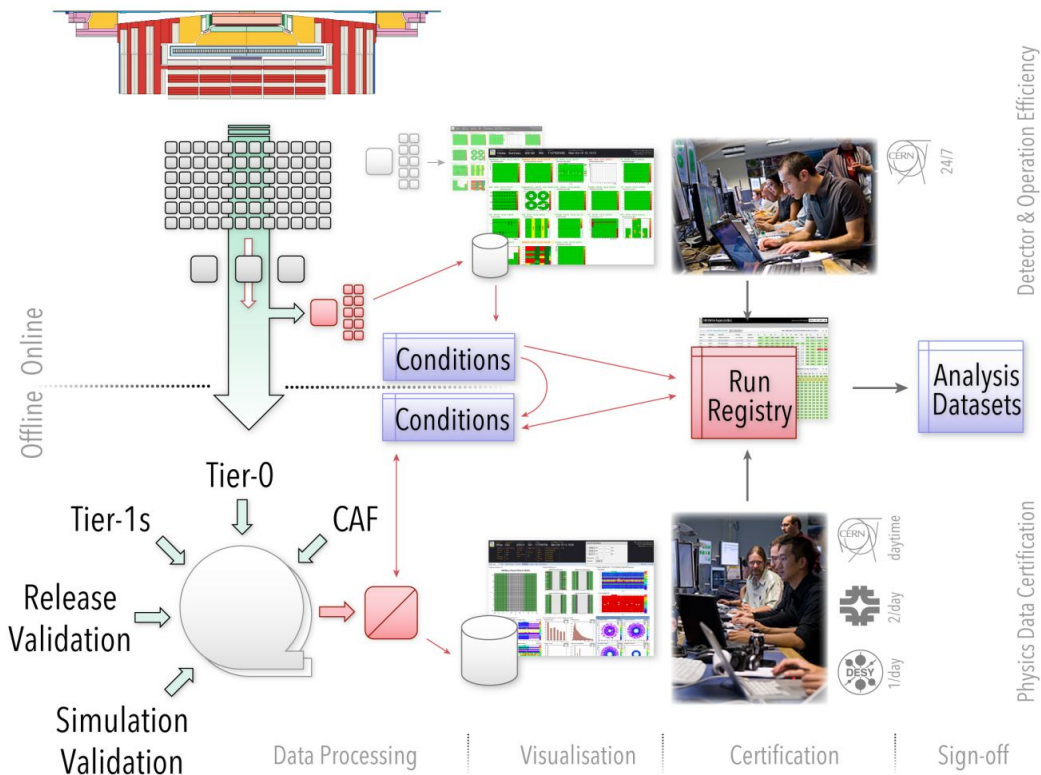 Detector & Operation Efficiency
CERN
24/7
Online
Offline
Conditions
Conditions
Run
Registry
Analysis
Datasets
Tier-0
Tier-1s
CAF
Release
Validation
Simulation
Validation
CERN
daytime
2/day
DESY
1/day
Physics Data Certification
Data Processing
Visualisation
Certification
Sign-off